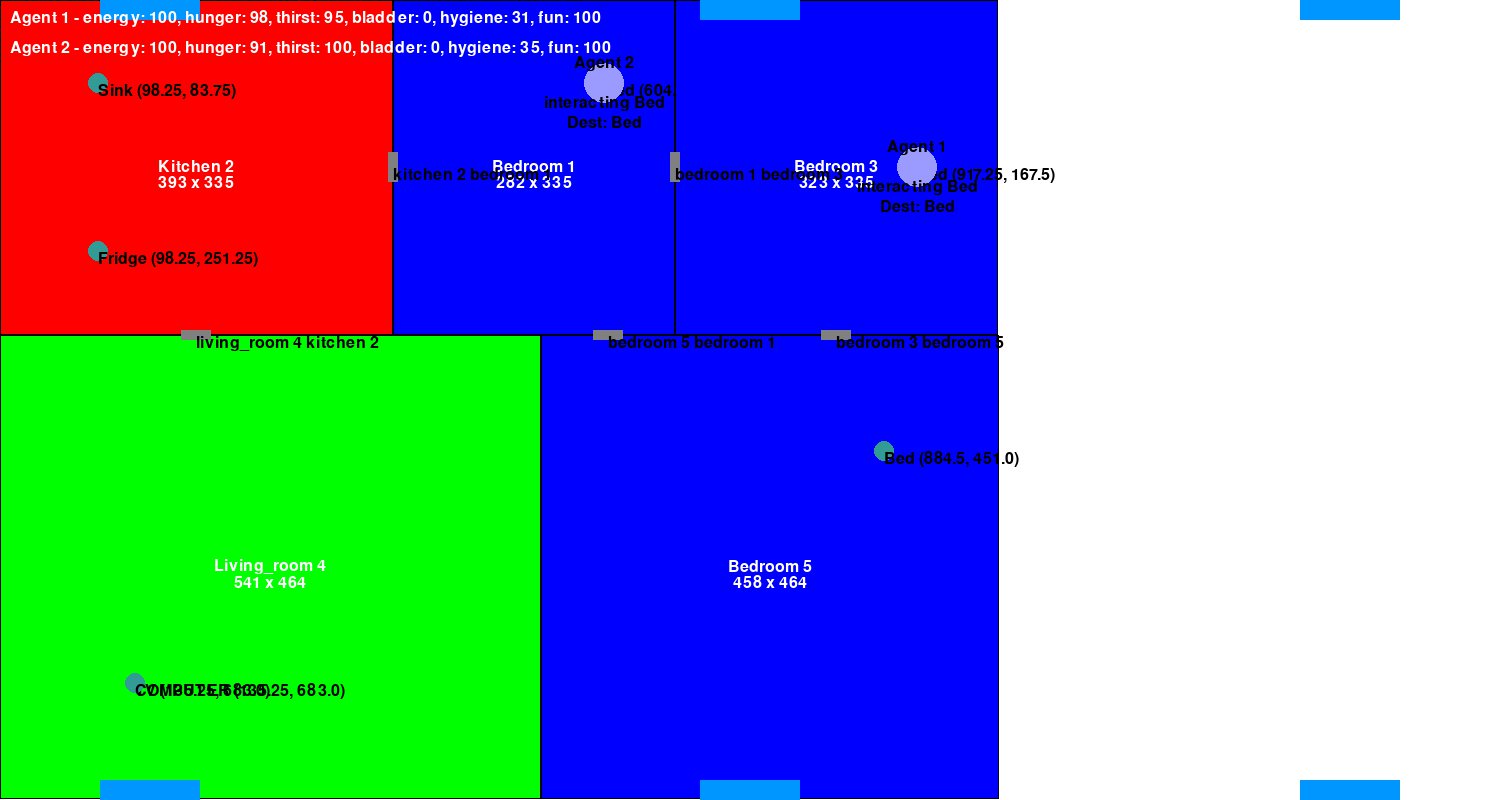 Agent 1 - energy: 100, hunger: 98, thirst: 95, bladder: 0, hygiene: 31, fun: 100
Agent 2 - energy: 100, hunger: 91, thirst: 100, bladder: 0, hygiene: 35, fun: 100
Agent 2
Sink (98.25, 83.75)
(604.
interacting Bed
Dest: Bed
Agent 1
Kitchen 2
393 x 335
kitchen 2 bedroom
Bedroom 1
282 x 335
bedroom 1 bedroom
Bedroom 3
323 x 335
(917.25, 167.5)
interacting Bed
Dest: Bed
Fridge (98.25, 251.25)
living_room 4 kitchen 2
bedroom 5 bedroom 1
bedroom 3 bedroom 5
Bed (884.5, 451.0)
Living_room 4
541 x 464
Bedroom 5
458 x 464
683.0)